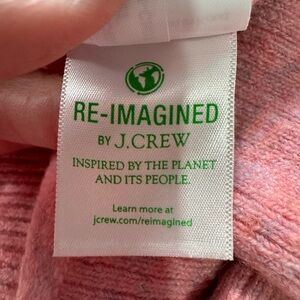 RE-IMAGINED
BY J.CREW
INSPIRED BY THE PLANET
AND ITS PEOPLE.
Learn more at
jcrew.com/reimagined